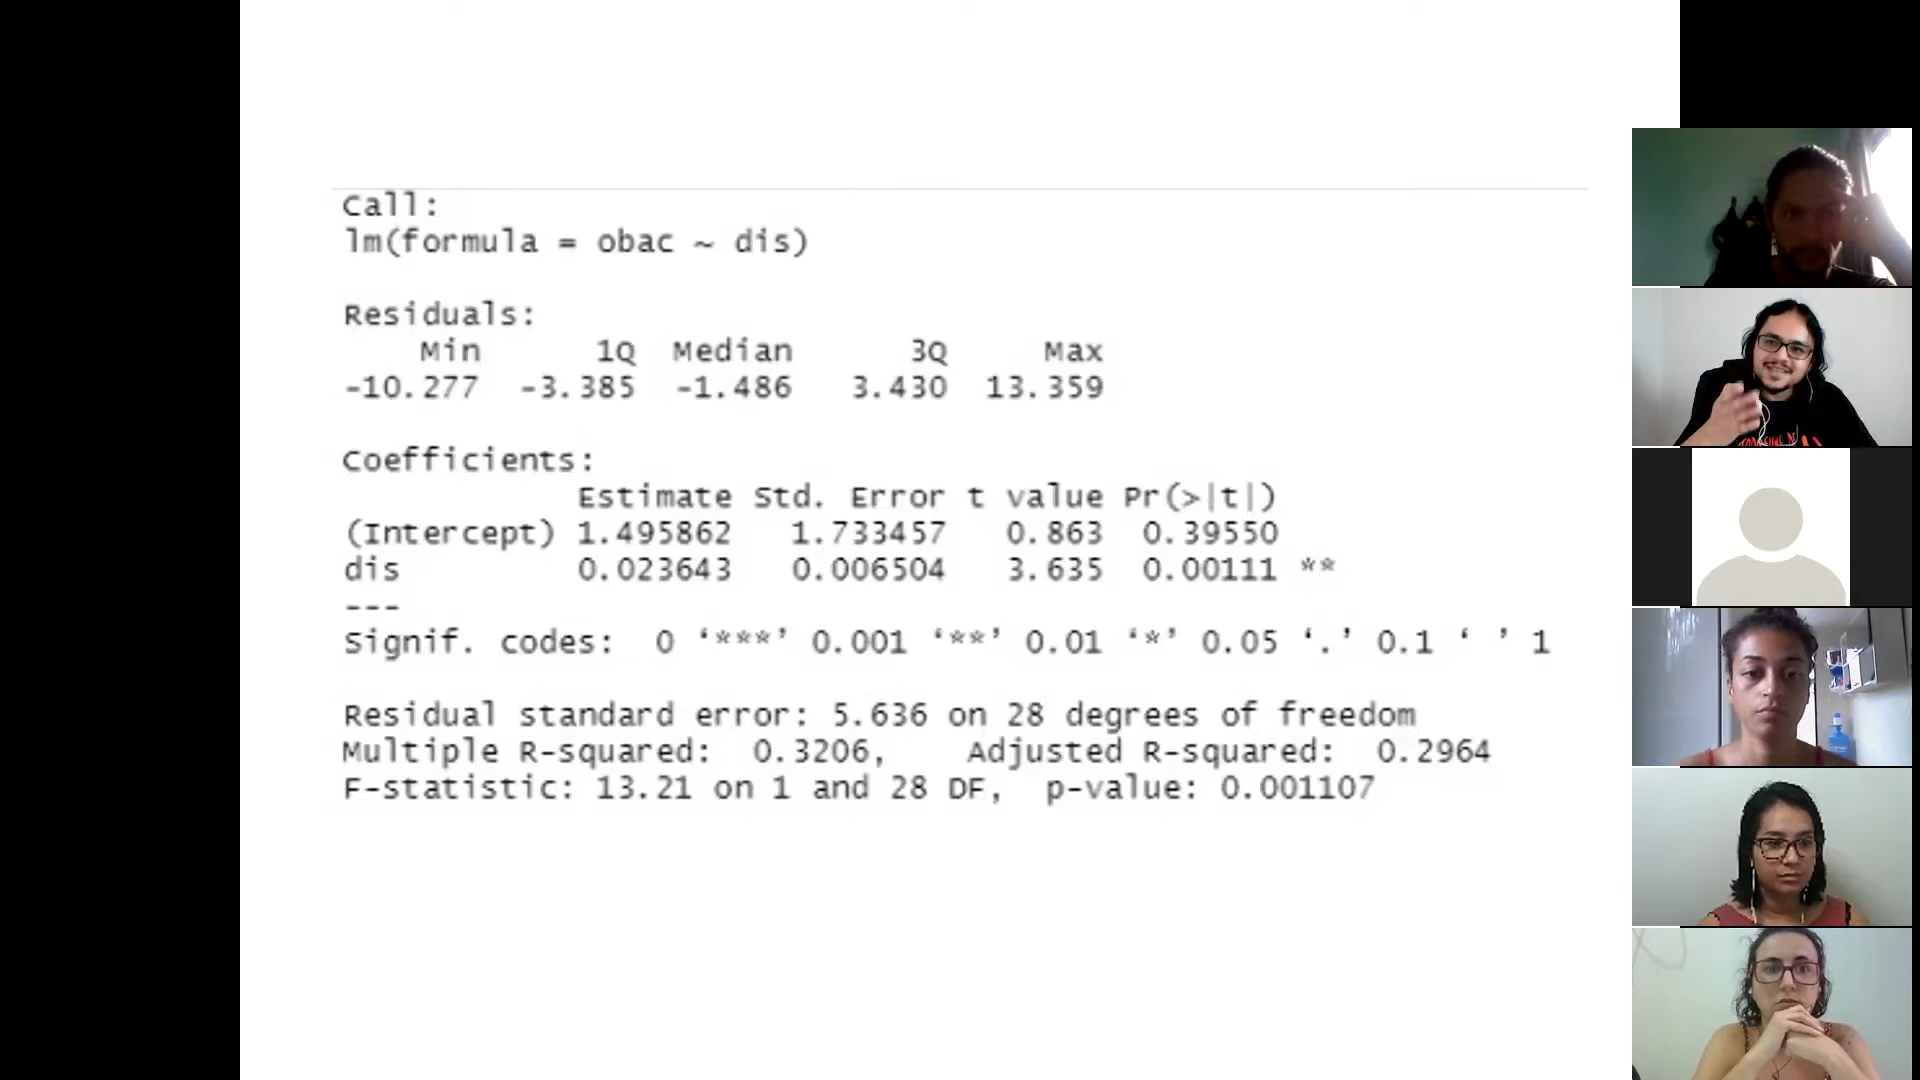 Call:
lm(formula = obac ~ dis)
Residuals:
Min 1Q Median 3Q Max
-10.277 -3.385 -1.486 3.430 13.359
Coefficients:
Estimate Std. Error t value Pr(>|t|)
(Intercept) 1.495862 1.733457 0.863 0.39550
dis 0.023643 0.006504 3.635 0.00111 **
---
Signif. codes: 0 ‘***’ 0.001 ‘**’ 0.01 ‘*’ 0.05 ‘.’ 0.1 ‘ ’ 1
Residual standard error: 5.636 on 28 degrees of freedom
Multiple R-squared: 0.3206, Adjusted R-squared: 0.2964
F-statistic: 13.21 on 1 and 28 DF, p-value: 0.001107